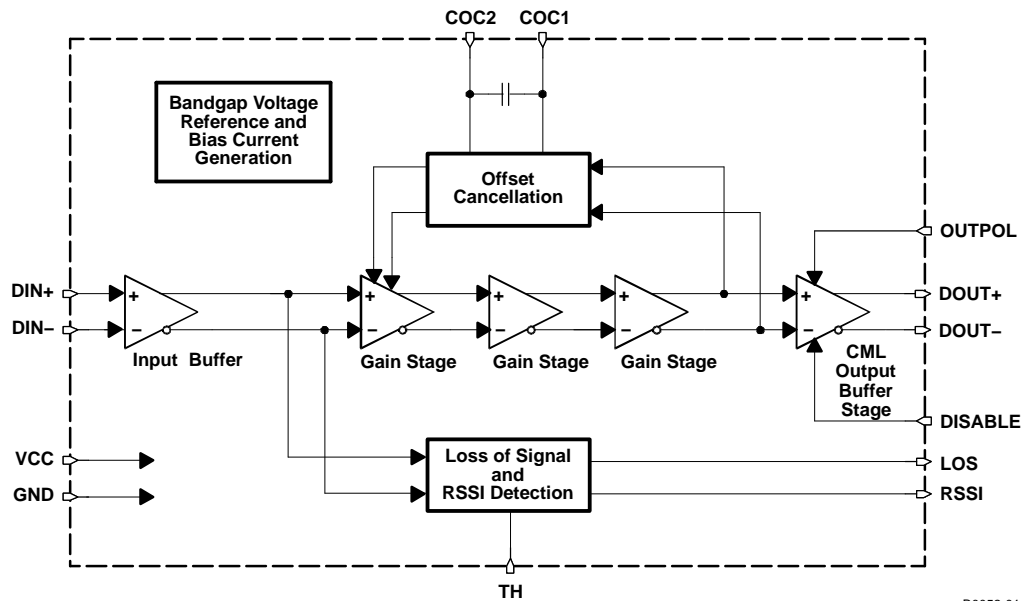 COC2 COC1
Bandgap Voltage
Reference and
Bias Current
Generation
Offset
Cancellation
OUTPOL
DIN+ + + + + + DOUT+
DIN− − − − − − DOUT−
Input Buffer
Gain Stage Gain Stage Gain Stage
CML
Output
Buffer
Stage
DISABLE
VCC
GND
Loss of Signal
and
RSSI Detection
LOS
RSSI
TH